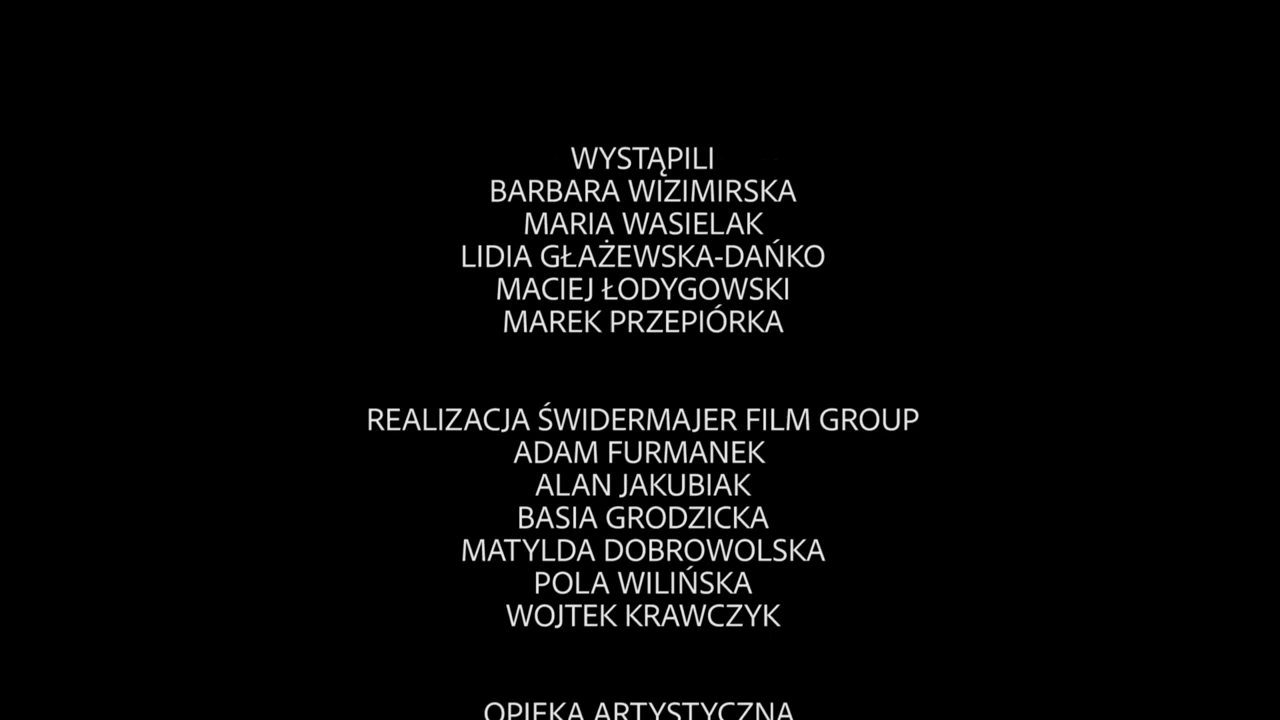 WYSTĄPILI
BARBARA WIZIMIRSKA
MARIA WASIELAK
LIDIA GŁAŻEWSKA-DAŃKO
MACIEJ ŁODYGOWSKI
MAREK PRZEPIÓRKA
REALIZACJA ŚWIDERMAJER FILM GROUP
ADAM FURMANEK
ALAN JAKUBIAK
BASIA GRODZICKA
MATYLDA DOBROWOLSKA
POLA WILIŃSKA
WOJTEK KRAWCZYK
OPIEKA ARTYSTYCZNA